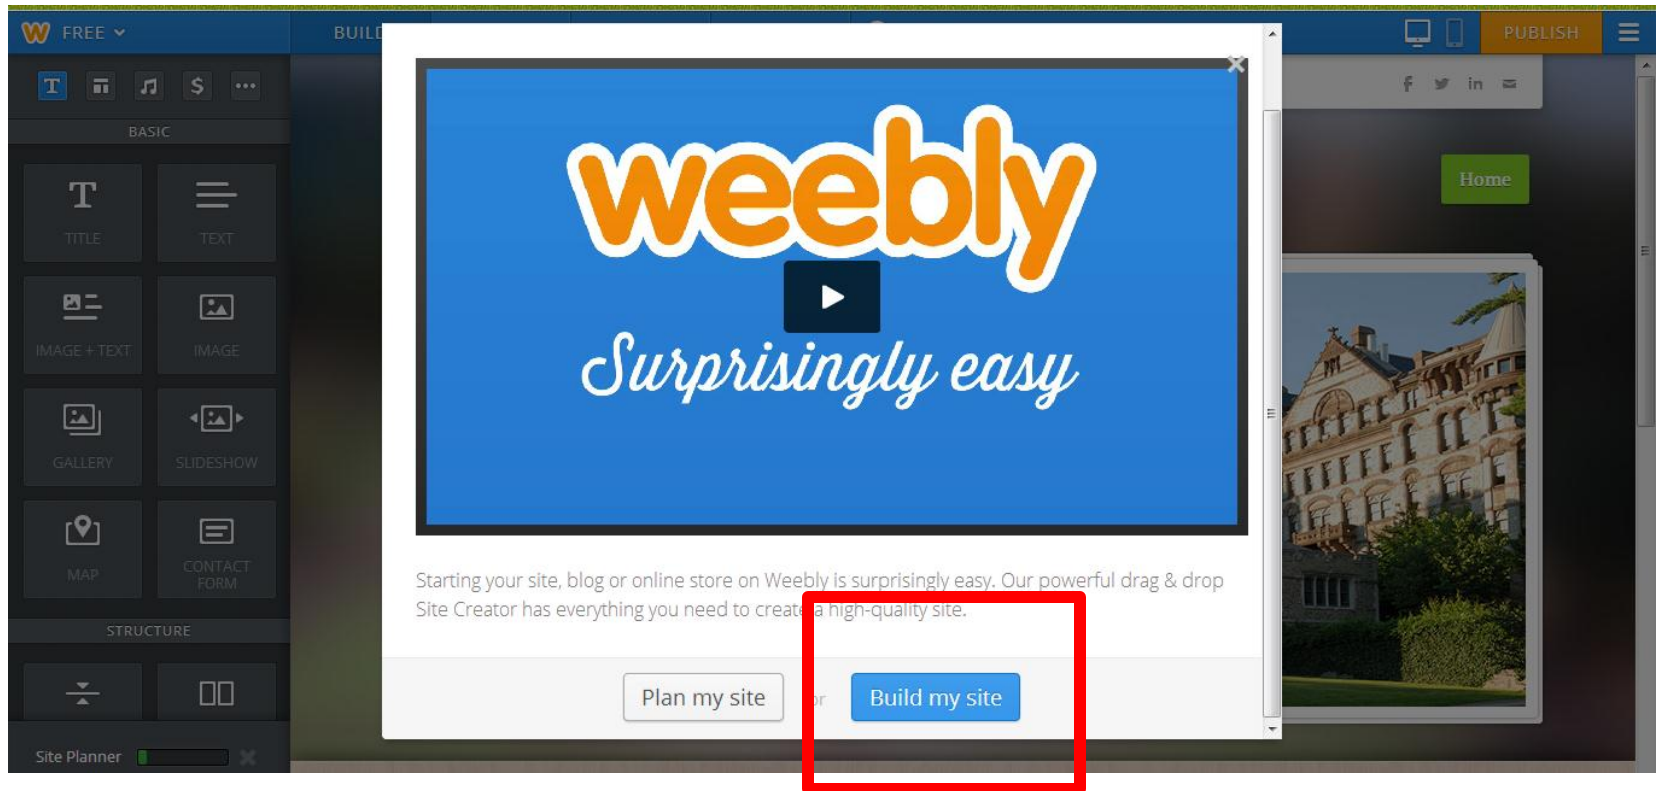 W FREE
BUILD
PUBLISH
T $
BASIC
f in
T
TITLE
TEXT
Home
IMAGE + TEXT
IMAGE
GALLERY
SLIDESHOW
MAP
CONTACT
FORM
STRUCTURE
Site Planner
weebly
Surprisingly easy
Starting your site, blog or online store on Weebly is surprisingly easy. Our powerful drag & drop
Site Creator has everything you need to create a high-quality site.
Plan my site or Build my site